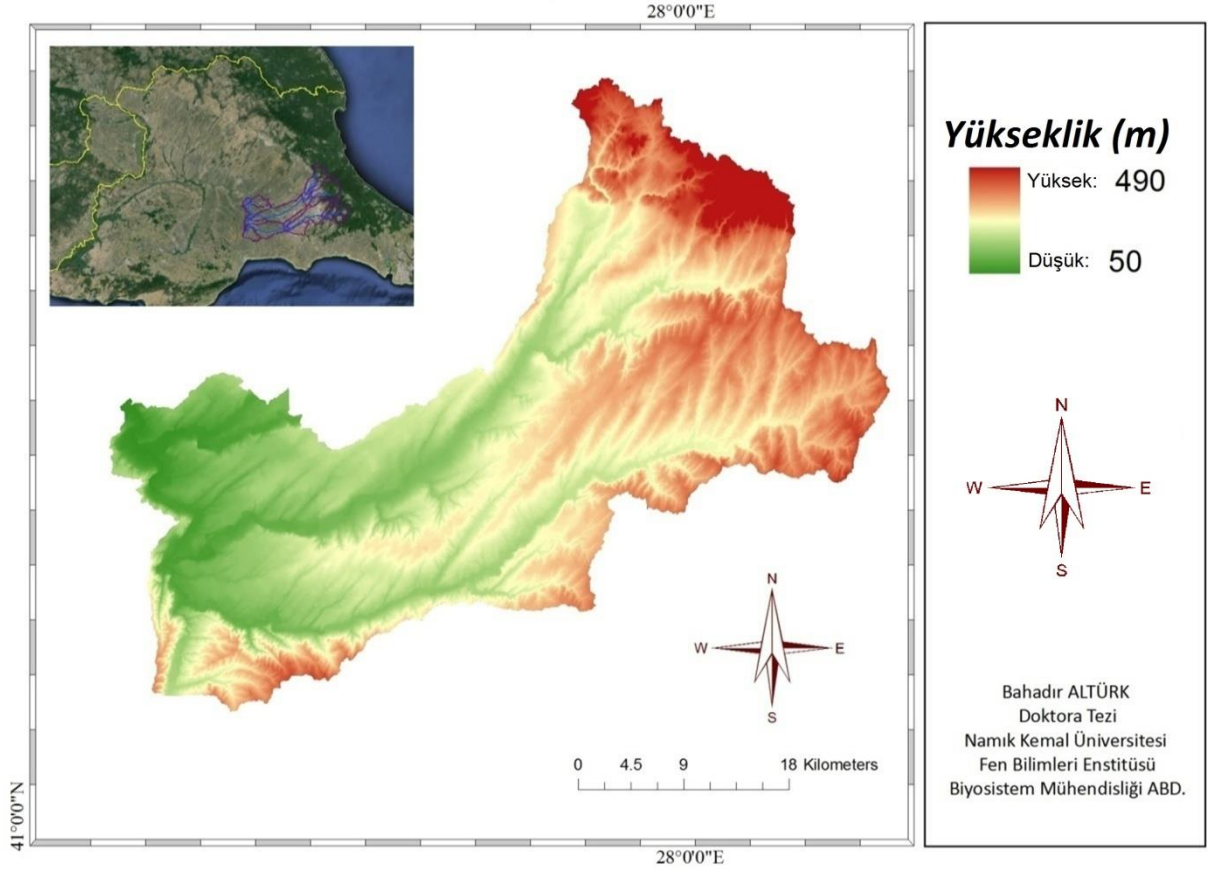 28°0'0"E
Yükseklik (m)
Yüksek: 490
Düşük: 50
N
W E
S
N
W E
S
0 4.5 9 18 Kilometers
Bahadır ALTÜRK
Doktora Tezi
Namık Kemal Üniversitesi
Fen Bilimleri Enstitüsü
Biyosistem Mühendisliği ABD.
41°0'0"N
28°0'0"E